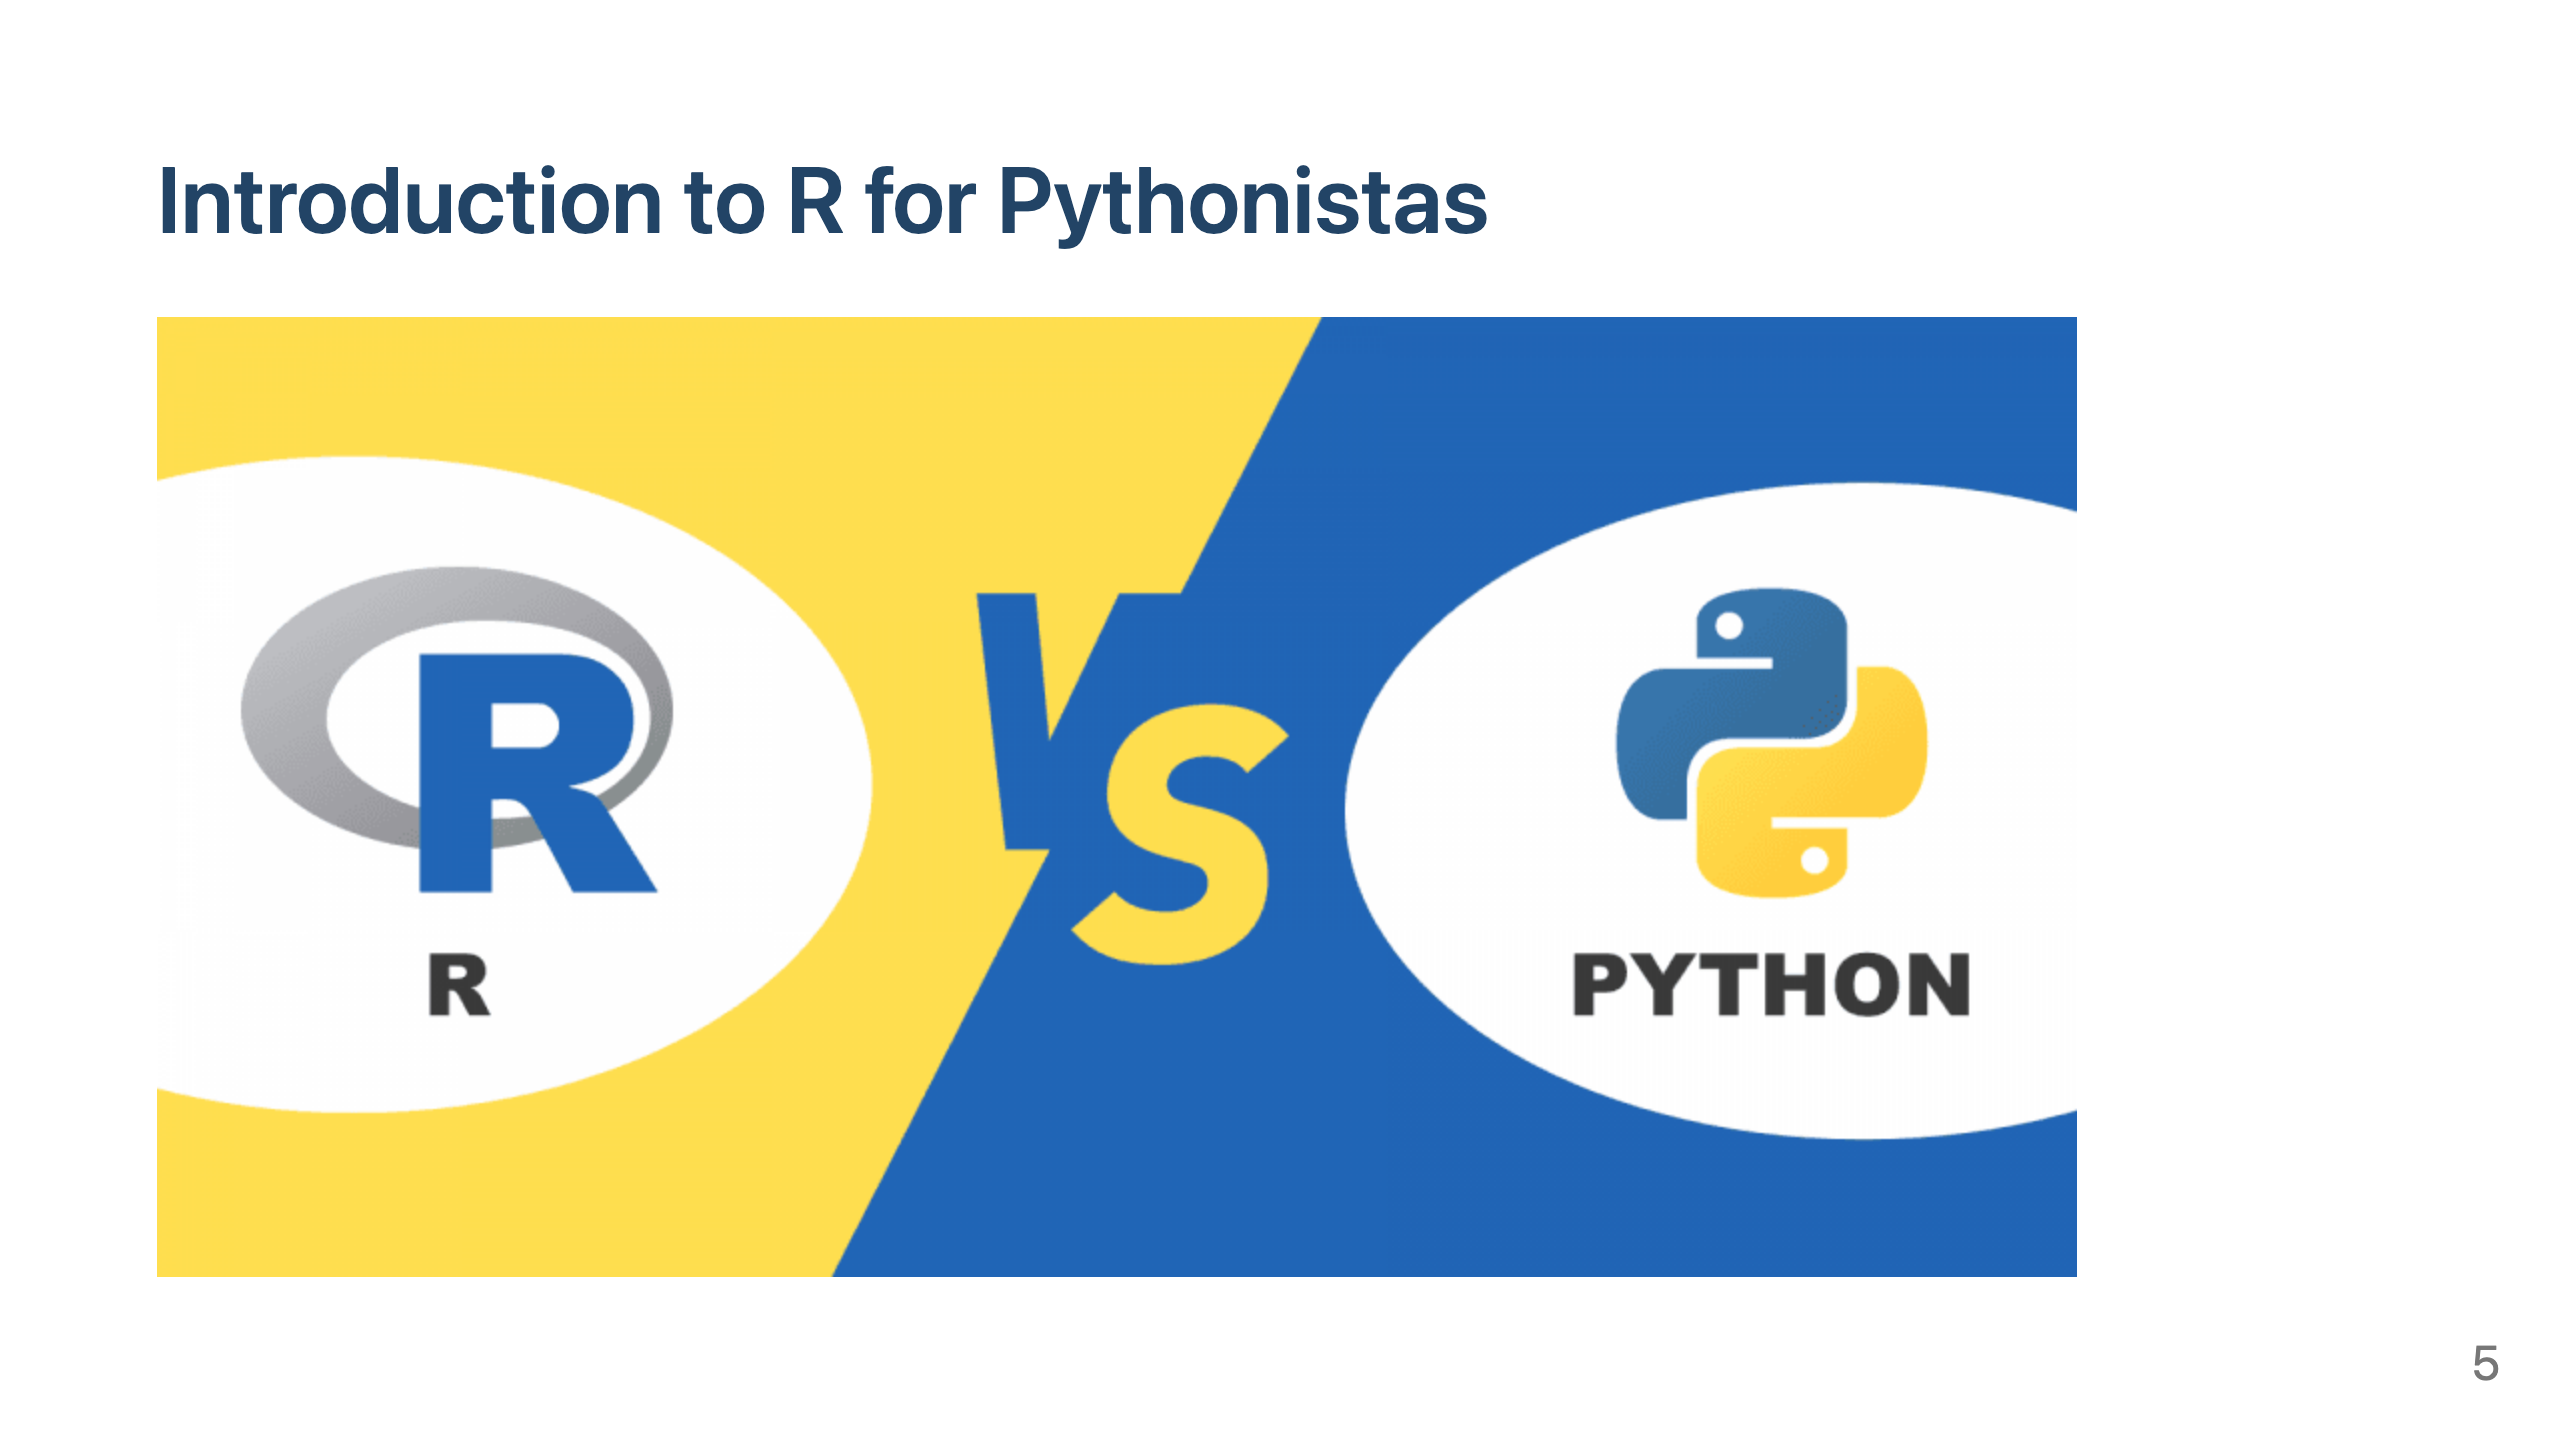 Introduction to R for Pythonistas
R
VS
R
PYTHON
5